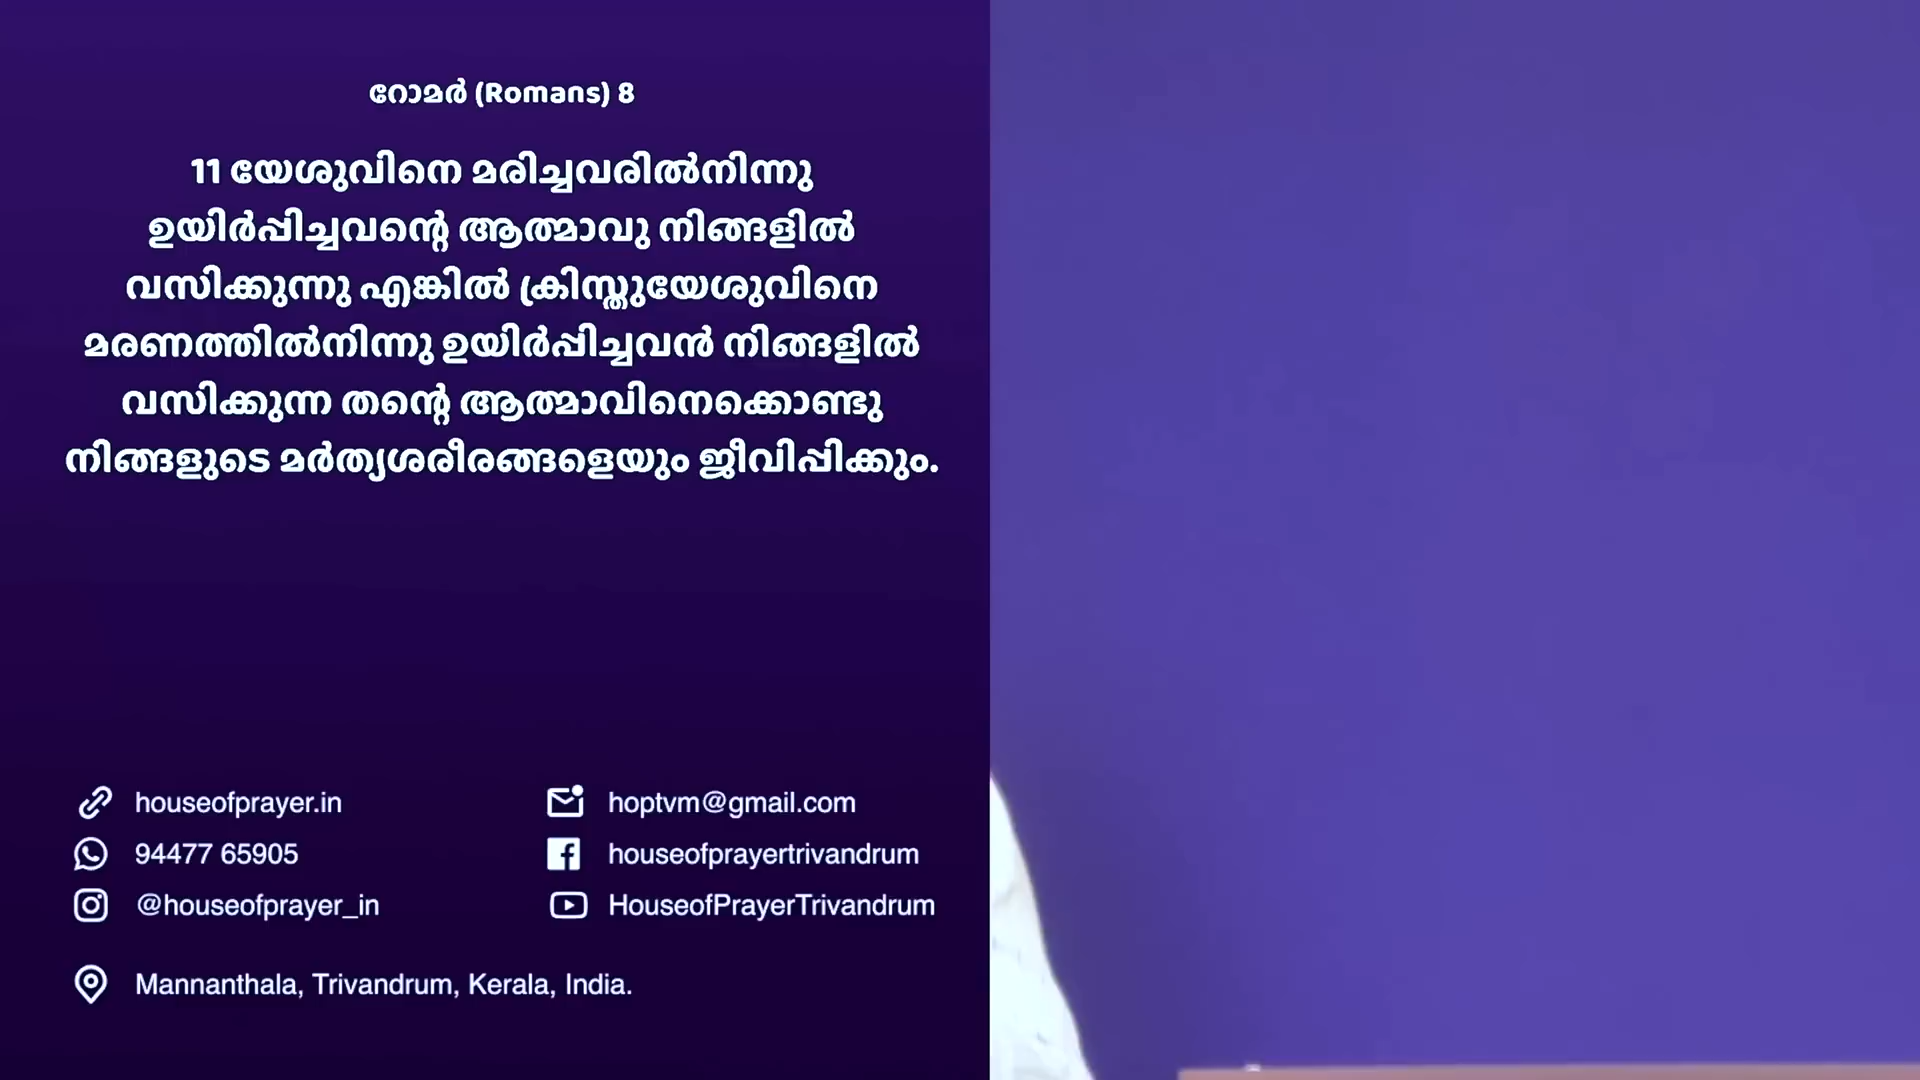 റോമർ (Romans) 8
11 യേശുവിനെ മരിച്ചവരിൽനിന്നു
ഉയിർപ്പിച്ചവന്റെ ആത്മാവു നിങ്ങളിൽ
വസിക്കുന്നു എങ്കിൽ ക്രിസ്തുയേശുവിനെ
മരണത്തിൽനിന്നു ഉയിർപ്പിച്ചവൻ നിങ്ങളിൽ
വസിക്കുന്ന തന്റെ ആത്മാവിനെക്കൊണ്ടു
നിങ്ങളുടെ മർത്യശരീരങ്ങളെയും ജീവിപ്പിക്കും.
houseofprayer.in
hoptvm@gmail.com
94477 65905
houseofprayertrivandrum
@houseofprayer_in
HouseofPrayerTrivandrum
Mannanthala, Trivandrum, Kerala, India.